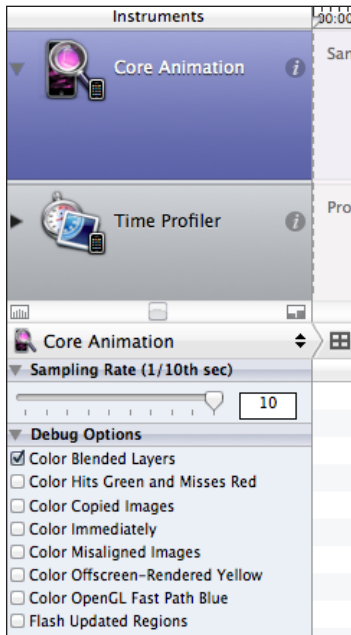 Instruments
00:00
Core Animation
San
Time Profiler
Pro
Core Animation
Sampling Rate (1/10th sec)
10
Debug Options
Color Blended Layers
Color Hits Green and Misses Red
Color Copied Images
Color Immediately
Color Misaligned Images
Color Offscreen-Rendered Yellow
Color OpenGL Fast Path Blue
Flash Updated Regions